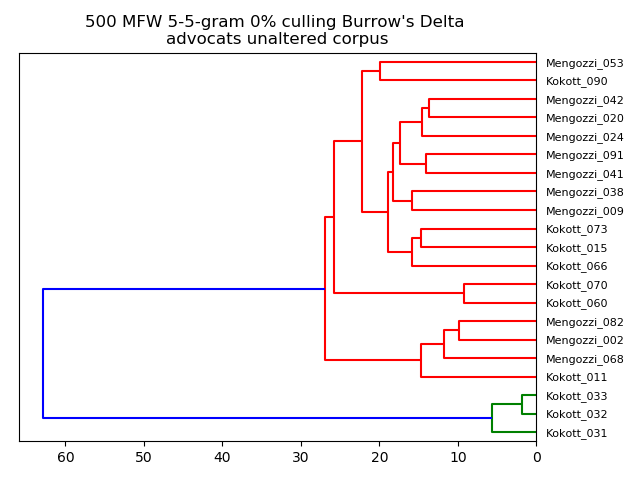 500 MFW 5-5-gram 0% culling Burrow's Delta
advocats unaltered corpus
Mengozzi_053
Kokott_090
Mengozzi_042
Mengozzi_020
Mengozzi_024
Mengozzi_091
Mengozzi_041
Mengozzi_038
Mengozzi_009
Kokott_073
Kokott_015
Kokott_066
Kokott_070
Kokott_060
Mengozzi_082
Mengozzi_002
Mengozzi_068
Kokott_011
Kokott_033
Kokott_032
Kokott_031
60 50 40 30 20 10 0